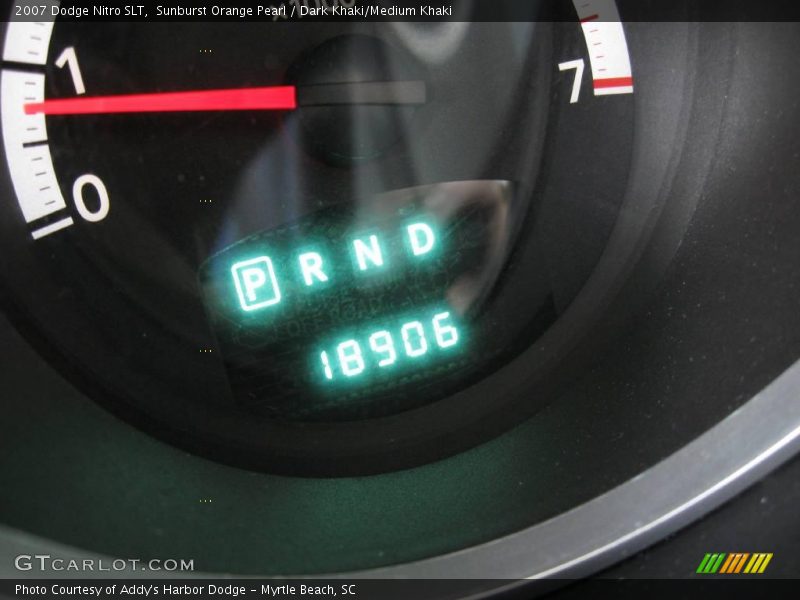 2007 Dodge Nitro SLT,  Sunburst Orange Pearl / Dark Khaki/Medium Khaki
1
7
0
P R N D
18906
GTCARLOT.COM
Photo Courtesy of Addy's Harbor Dodge - Myrtle Beach, SC